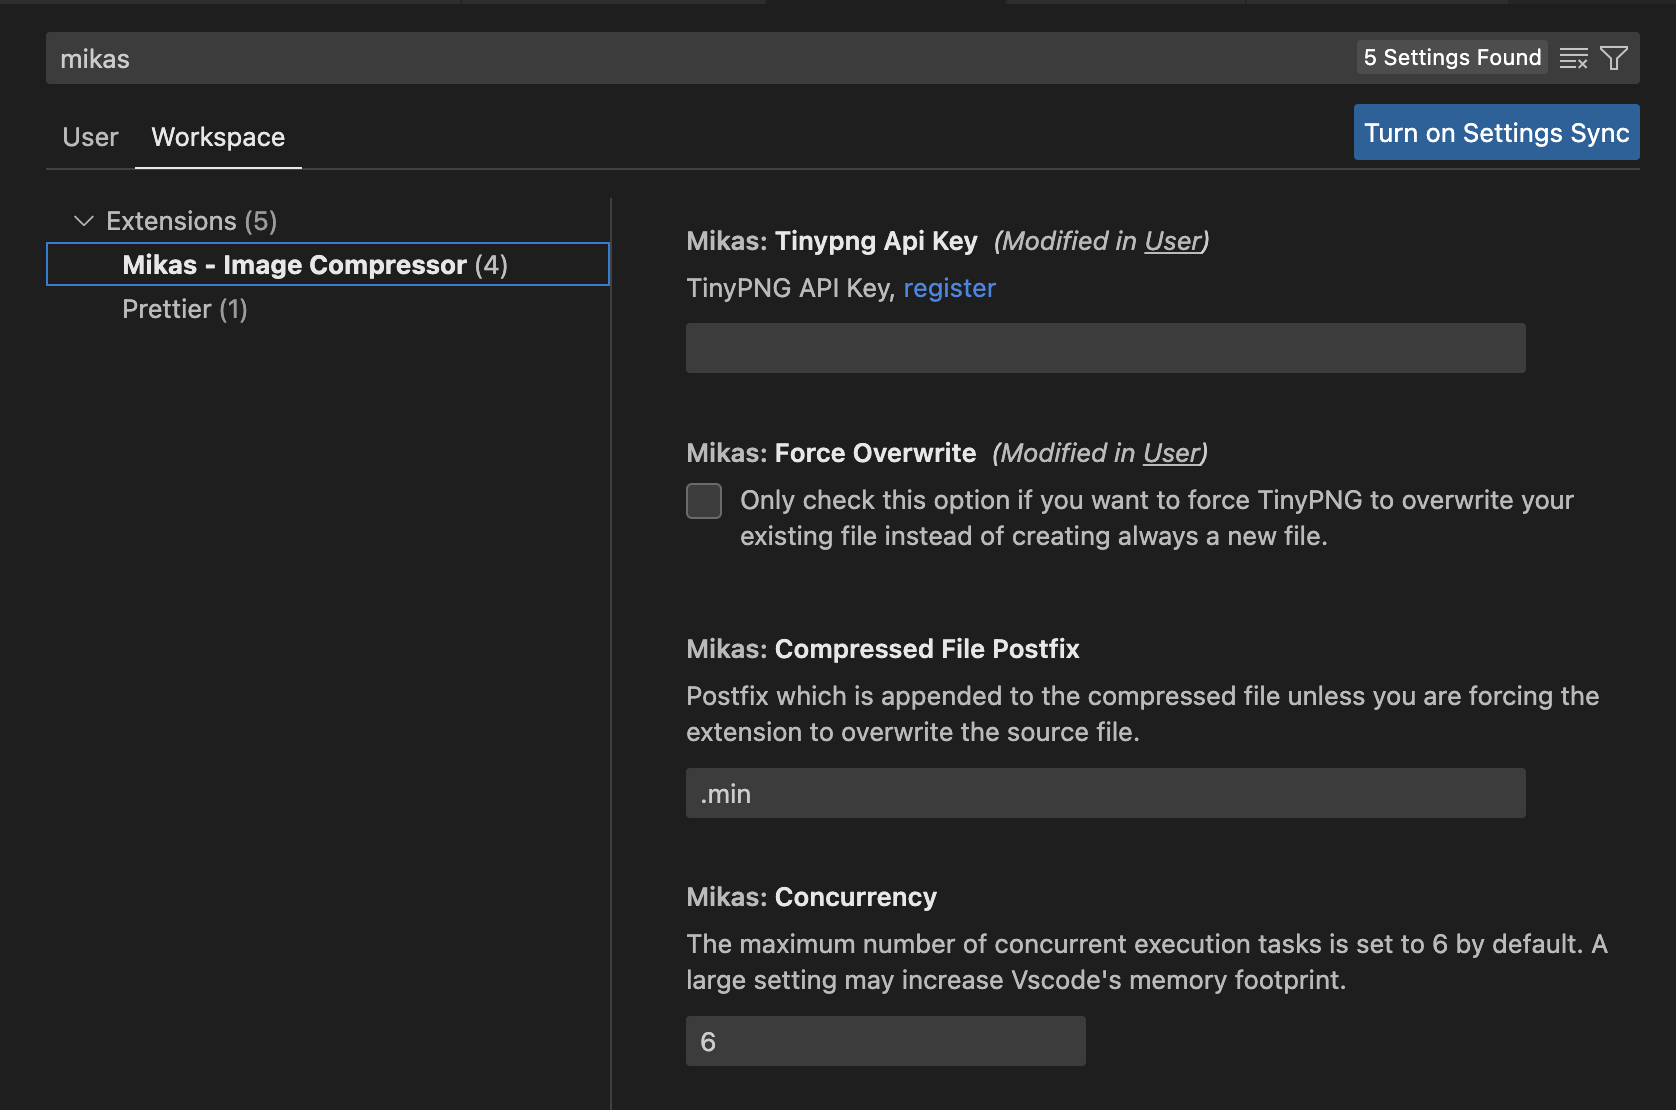 mikas
5 Settings Found
User
Workspace
Turn on Settings Sync
Extensions (5)
Mikas - Image Compressor (4)
Prettier (1)
Mikas: Tinypng Api Key (Modified in User)
TinyPNG API Key, register
Mikas: Force Overwrite (Modified in User)
Only check this option if you want to force TinyPNG to overwrite your
existing file instead of creating always a new file.
Mikas: Compressed File Postfix
Postfix which is appended to the compressed file unless you are forcing the
extension to overwrite the source file.
.min
Mikas: Concurrency
The maximum number of concurrent execution tasks is set to 6 by default. A
large setting may increase Vscode's memory footprint.
6